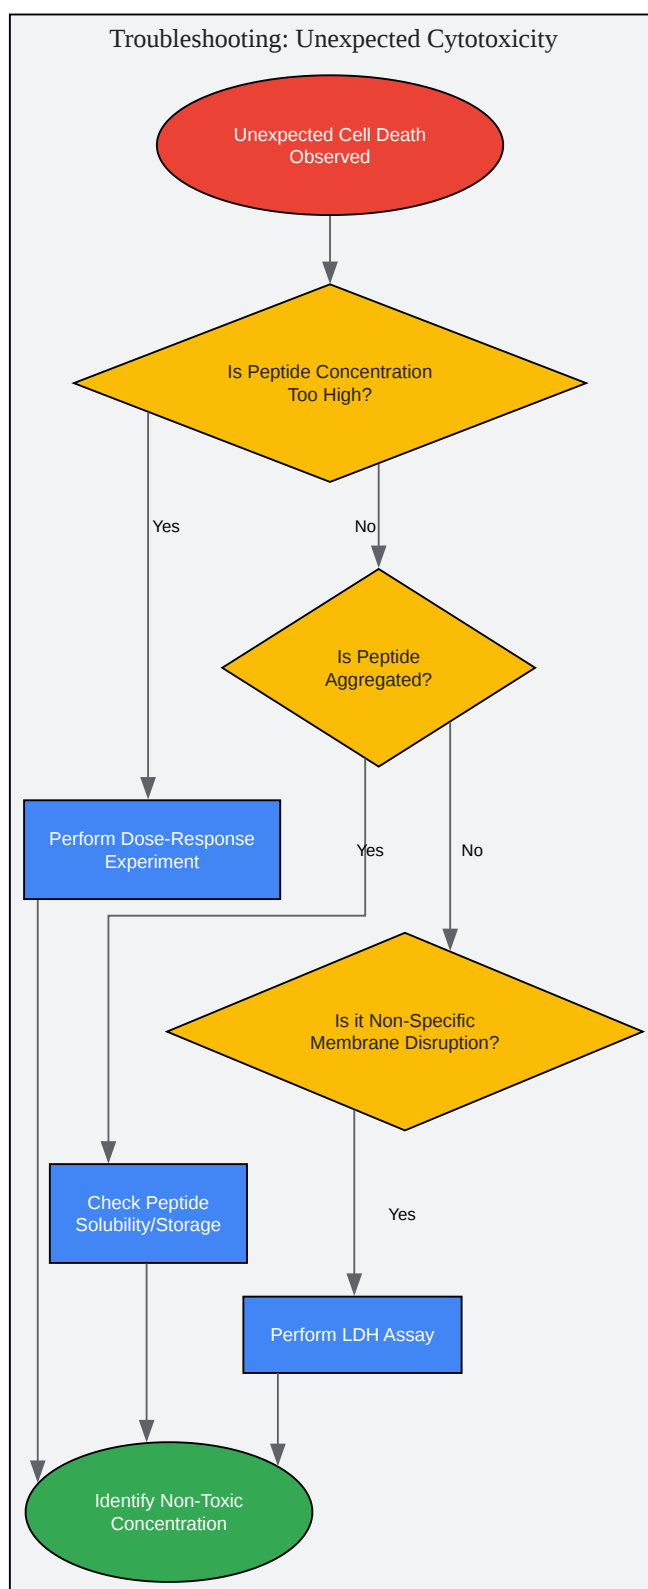 Troubleshooting: Unexpected Cytotoxicity
Unexpected Cell Death
Observed
Is Peptide Concentration
Too High?
Yes
No
Is Peptide
Aggregated?
Perform Dose-Response
Experiment
Yes
No
Is it Non-Specific
Membrane Disruption?
Check Peptide
Solubility/Storage
Yes
Perform LDH Assay
Identify Non-Toxic
Concentration